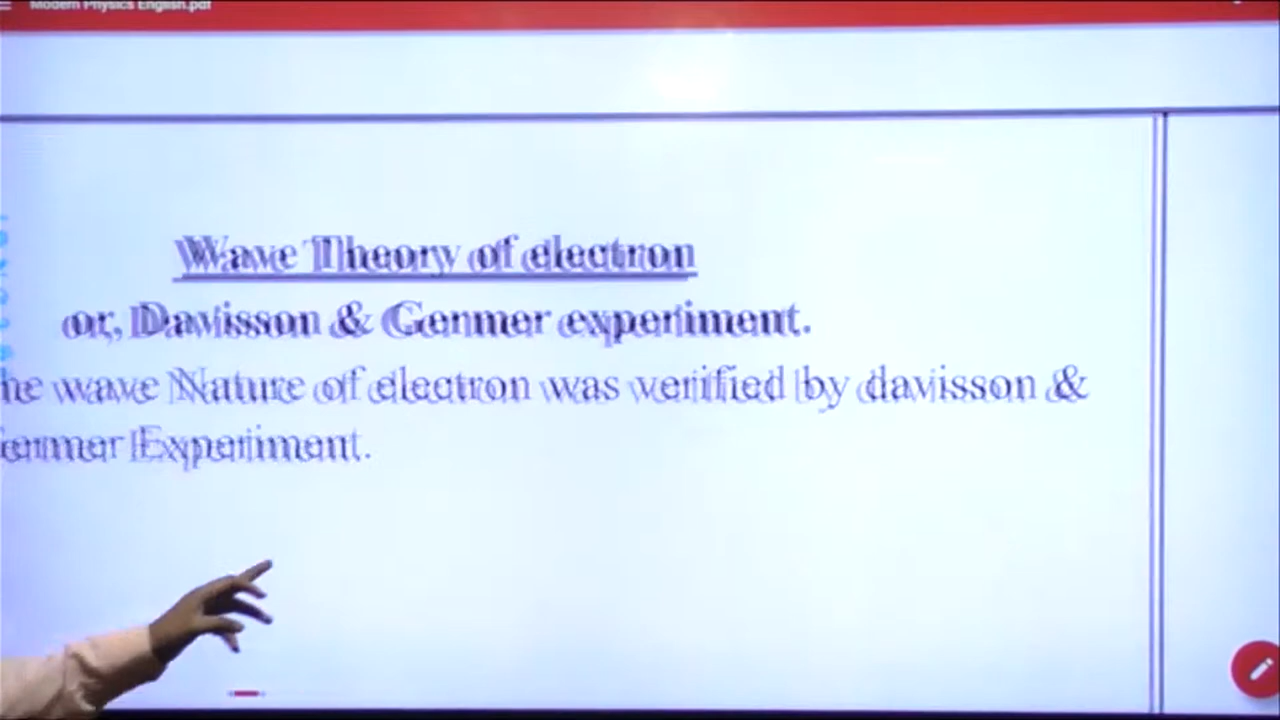 Modern Physics English.pdf
Wave Theory of electron
or, Davisson & Germer experiment.
he wave Nature of electron was verified by davisson &
ermer Experiment.